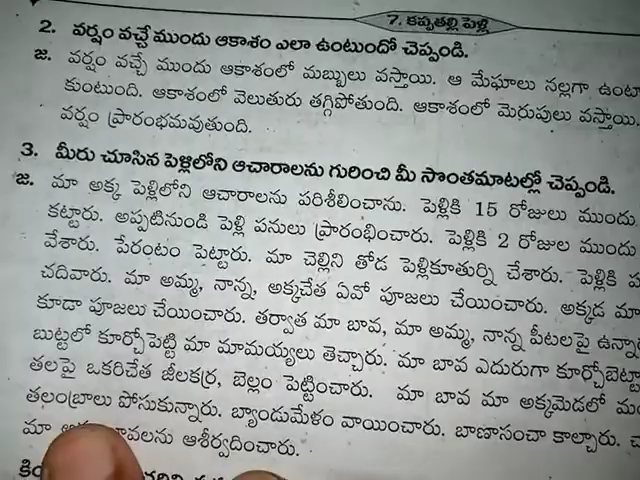 7. కప్పతల్లి పెళ్లి
2. వర్షం వచ్చే ముందు ఆకాశం ఎలా ఉంటుందో చెప్పండి.
జ. వర్షం వచ్చే ముందు ఆకాశంలో మబ్బులు వస్తాయి. ఆ మేఘాలు నల్లగా ఉంటా
కుంటుంది. ఆకాశంలో వెలుతురు తగ్గిపోతుంది. ఆకాశంలో మెరుపులు వస్తాయి.
వర్షం ప్రారంభమవుతుంది.
3. మీరు చూసిన పెళ్లిలోని ఆచారాలను గురించి మీ సొంతమాటల్లో చెప్పండి.
జ. మా అక్క పెళ్లిలోని ఆచారాలను పరిశీలించాను. పెళ్లికి 15 రోజులు ముందు
కట్టారు. అప్పటినుండి పెళ్లి పనులు ప్రారంభించారు. పెళ్లికి 2 రోజుల ముందు
వేశారు. పేరంటం పెట్టారు. మా చెల్లిని తోడ పెళ్లికూతుర్ని చేశారు. పెళ్లికి
చదివారు. మా అమ్మ, నాన్న, అక్కచేత ఏవో పూజలు చేయించారు. అక్కడ మా
కూడా పూజలు చేయించారు. తర్వాత మా బావ, మా అమ్మ, నాన్న పీటలపై ఉన్నా
బుట్టలో కూర్చోపెట్టి మా మామయ్యలు తెచ్చారు. మా బావ ఎదురుగా కూర్చోబెట్టా
తలపై ఒకరిచేత జీలకర్ర, బెల్లం పెట్టించారు. మా బావ మా అక్కమెడలో
తలంబ్రాలు పోసుకున్నారు. బ్యాండుమేళం వాయించారు. బాణాసంచా కాల్చారు.
మా ఆశీర్వదించారు.